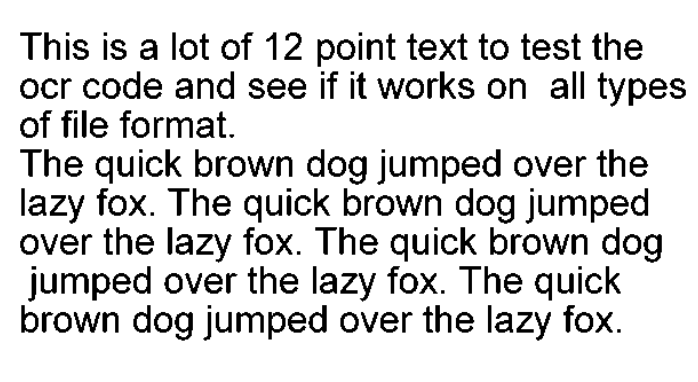 This is a lot of 12 point text to test the
ocr code and see if it works on  all types
of file format.
The quick brown dog jumped over the
lazy fox. The quick brown dog jumped
over the lazy fox. The quick brown dog
jumped over the lazy fox. The quick
brown dog jumped over the lazy fox.